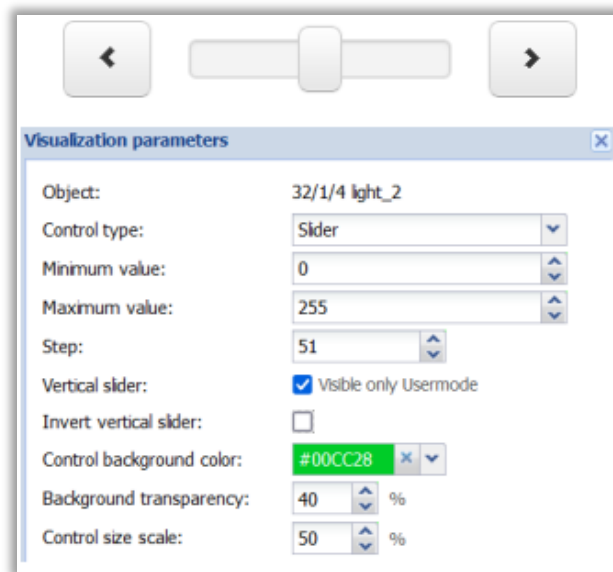 Visualization parameters
Object: 32/1/4 light_2
Control type: Slider
Minimum value: 0
Maximum value: 255
Step: 51
Vertical slider: Visible only Usermode
Invert vertical slider:
Control background color: #00CC28
Background transparency: 40 %
Control size scale: 50 %